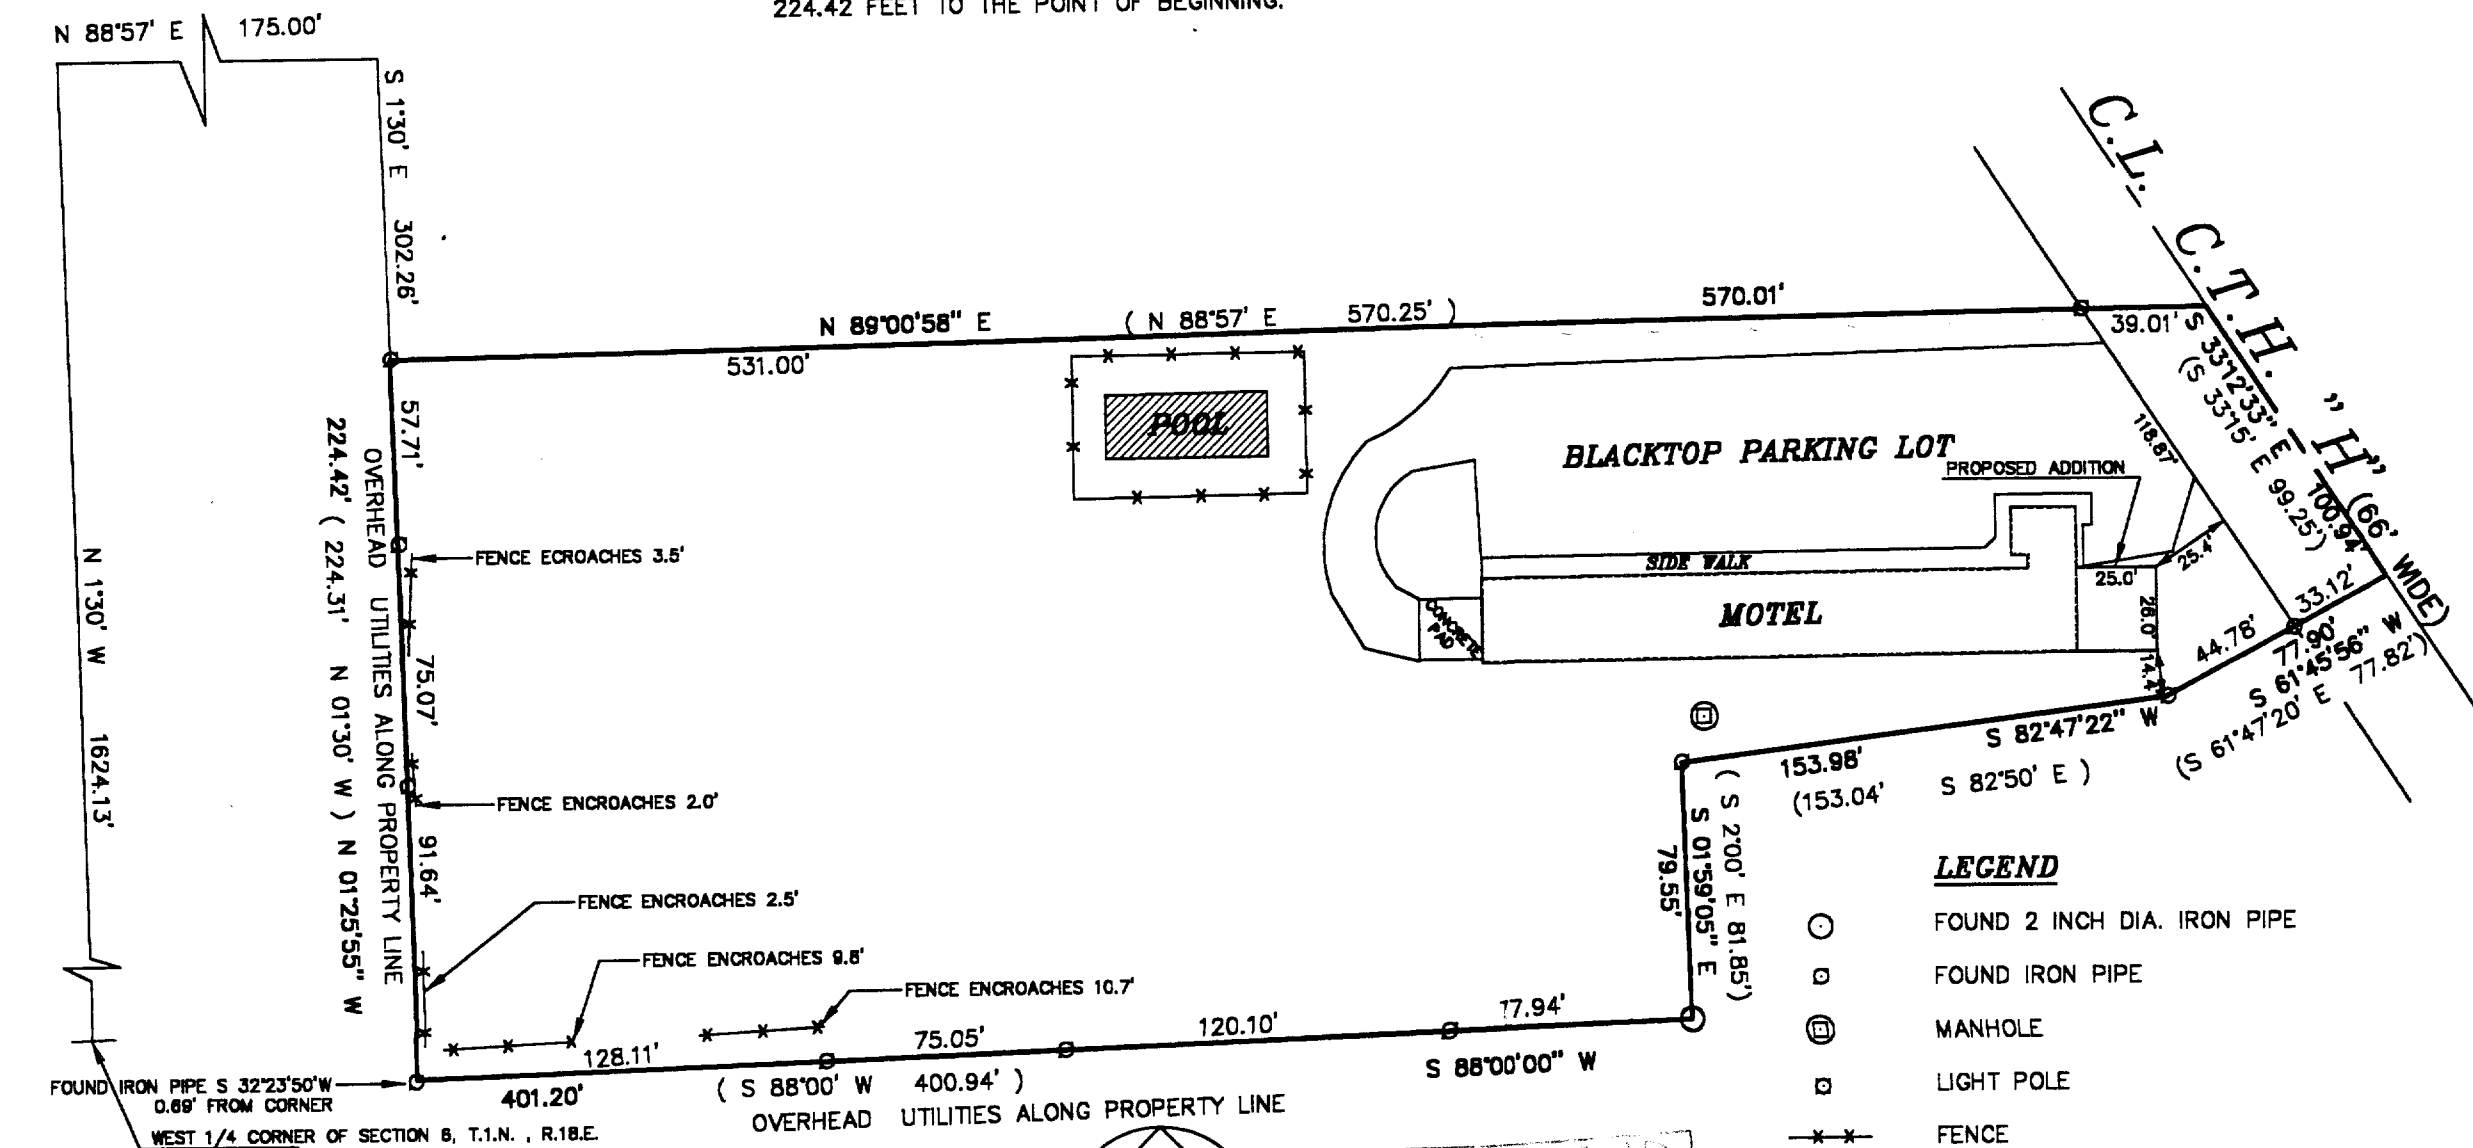 224.42 FEET TO THE POINT OF BEGINNING.
N 88°57' E 175.00'
S 1°30' E 302.26'
N 1°30' W 1624.13'
N 89°00'58" E ( N 88°57' E 570.25' ) 570.01'
531.00'
39.01'
C.L. C.T.H. "H" (66' WIDE)
S 33°12'33" E 100.94'
(S 33°15' E 99.25')
118.87'
POOL
BLACKTOP PARKING LOT
PROPOSED ADDITION
SIDE WALK
MOTEL
CONCRETE PAD
25.0'
25.4'
26.0'
14.4'
33.12'
44.78'
77.90'
S 61°45'56" W
(S 61°47'20" E 77.82')
S 82°47'22" W
153.98'
(153.04' S 82°50' E )
( S 2°00' E 81.85')
S 01°59'05" E
79.55'
57.71'
75.07'
91.64'
OVERHEAD UTILITIES ALONG PROPERTY LINE
224.42' ( 224.31' N 01°30' W ) N 01°25'55" W
FENCE ECROACHES 3.5'
FENCE ENCROACHES 2.0'
FENCE ENCROACHES 2.5'
FENCE ENCROACHES 9.8'
FENCE ENCROACHES 10.7'
128.11'
75.05'
120.10'
77.94'
S 88°00'00" W
401.20'
( S 88°00' W 400.94' )
OVERHEAD UTILITIES ALONG PROPERTY LINE
FOUND IRON PIPE S 32°23'50"W
0.69' FROM CORNER
WEST 1/4 CORNER OF SECTION 6, T.1.N. , R.18.E.
LEGEND
FOUND 2 INCH DIA. IRON PIPE
FOUND IRON PIPE
MANHOLE
LIGHT POLE
FENCE